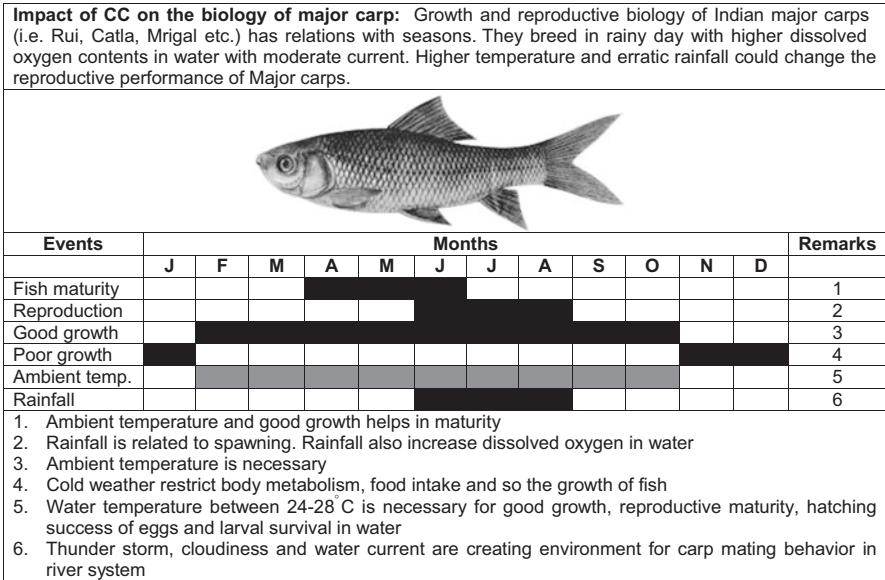 Impact of CC on the biology of major carp: Growth and reproductive biology of Indian major carps
(i.e. Rui, Catla, Mrigal etc.) has relations with seasons. They breed in rainy day with higher dissolved
oxygen contents in water with moderate current. Higher temperature and erratic rainfall could change the
reproductive performance of Major carps.
Events Months Remarks
J F M A M J J A S O N D
Fish maturity 1
Reproduction 2
Good growth 3
Poor growth 4
Ambient temp. 5
Rainfall 6
1. Ambient temperature and good growth helps in maturity
2. Rainfall is related to spawning. Rainfall also increase dissolved oxygen in water
3. Ambient temperature is necessary
4. Cold weather restrict body metabolism, food intake and so the growth of fish
5. Water temperature between 24-28°C is necessary for good growth, reproductive maturity, hatching
success of eggs and larval survival in water
6. Thunder storm, cloudiness and water current are creating environment for carp mating behavior in
river system